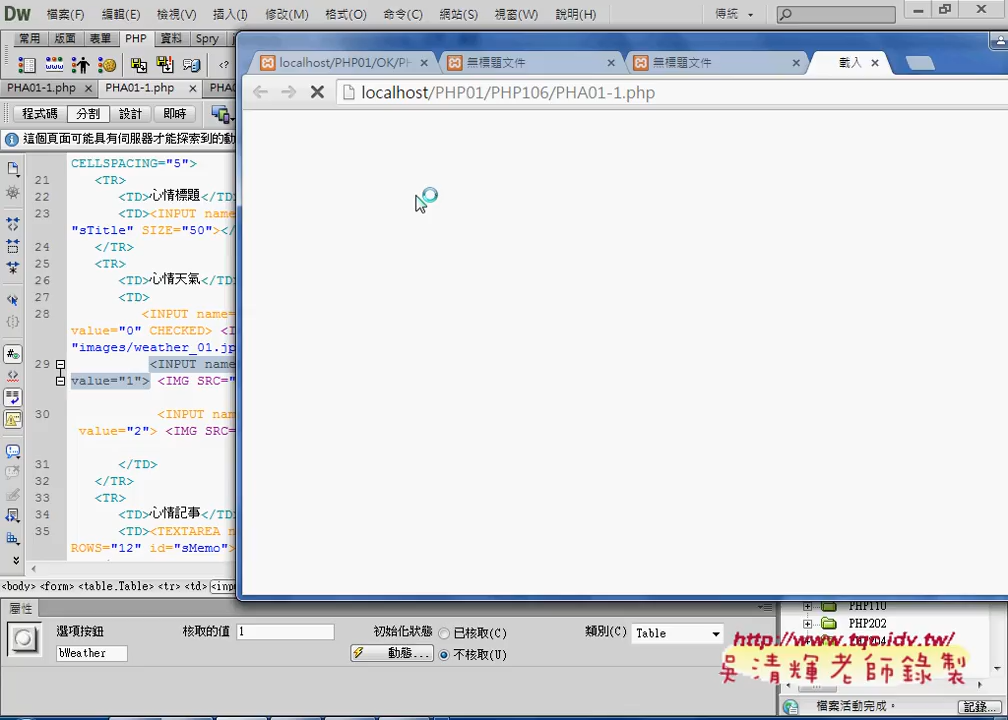 Dw 檔案(F) 編輯(E) 檢視(V) 插入(I) 修改(M) 格式(O) 命令(C) 網站(S) 視窗(W) 說明(H) 傳統
常用 版面 表單 PHP 資料 Spry
PHA01-1.php × PHA01-1.php × PHA0
程式碼 分割 設計 即時
這個頁面可能具有伺服器才能探索到的動
localhost/PHP01/OK/PH × 無標題文件 × 無標題文件 × 載入 ×
localhost/PHP01/PHP106/PHA01-1.php
CELLSPACING="5">
21 <TR>
22 <TD>心情標題</TD>
23 <TD><INPUT name
"sTitle" SIZE="50"></
24 </TR>
25 <TR>
26 <TD>心情天氣</TD
27 <TD>
28 <INPUT name=
value="0" CHECKED> <I
"images/weather_01.jp
29 <INPUT name
value="1"> <IMG SRC="
30 <INPUT nam
value="2"> <IMG SRC=
31 </TD>
32 </TR>
33 <TR>
34 <TD>心情記事</TD
35 <TD><TEXTAREA n
ROWS="12" id="sMemo">
<body> <form> <table.Table> <tr> <td> <inp
屬性
選項按鈕 核取的值 1 初始化狀態 已核取(C) 類別(C) Table
bWeather 動態... 不核取(U)
PHP110
PHP202
http://www.tqc.idv.tw/
吳清輝老師錄製
檔案活動完成。 記錄...